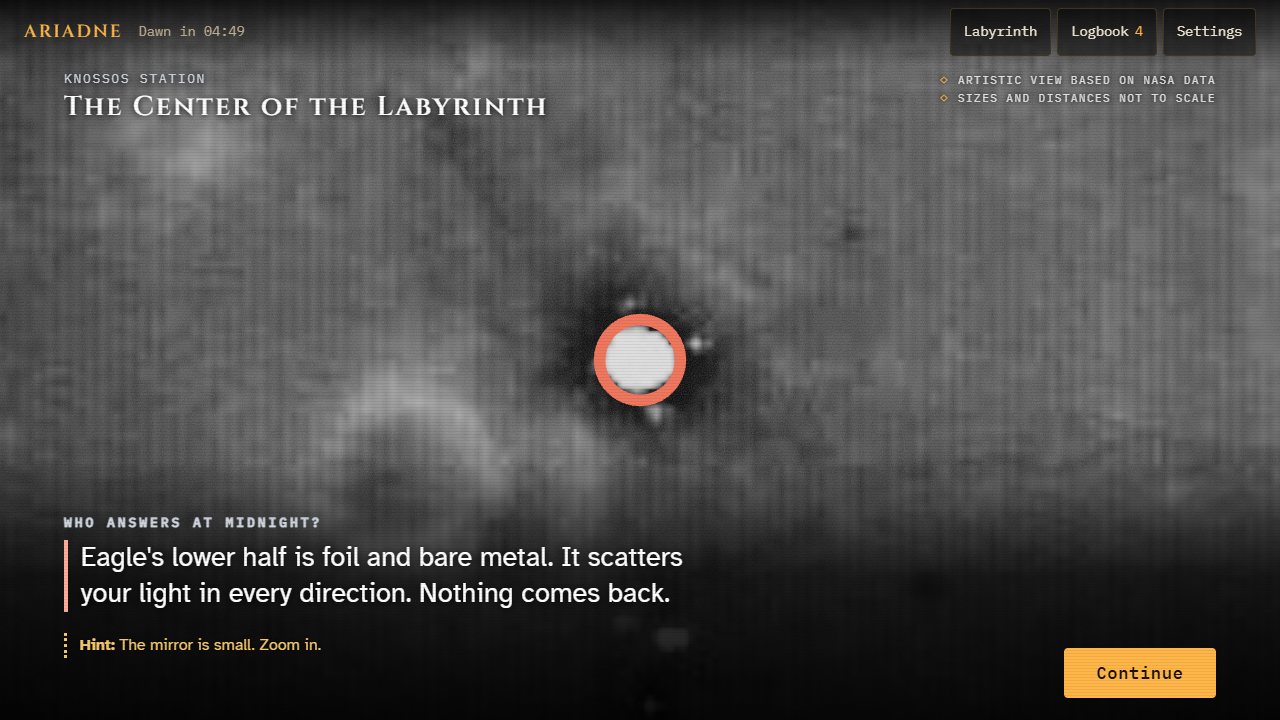 ARIADNE Dawn in 04:49 Labyrinth Logbook 4 Settings
KNOSSOS STATION
The Center of the Labyrinth
◇ ARTISTIC VIEW BASED ON NASA DATA
◇ SIZES AND DISTANCES NOT TO SCALE
WHO ANSWERS AT MIDNIGHT?
Eagle's lower half is foil and bare metal. It scatters
your light in every direction. Nothing comes back.
Hint: The mirror is small. Zoom in.
Continue